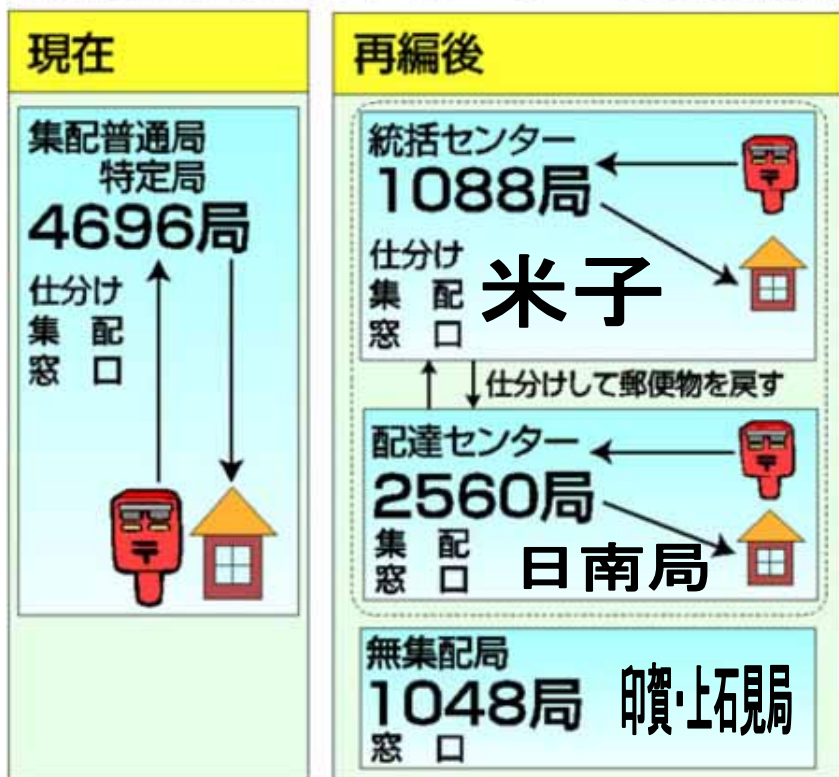 現在
集配普通局
特定局
4696局
仕分け
集 配
窓 口
〒
再編後
統括センター
1088局
仕分け
集 配
窓 口
米子
〒
仕分けして郵便物を戻す
配達センター
2560局
集 配
窓 口
日南局
〒
無集配局
1048局
窓 口
印賀・上石見局